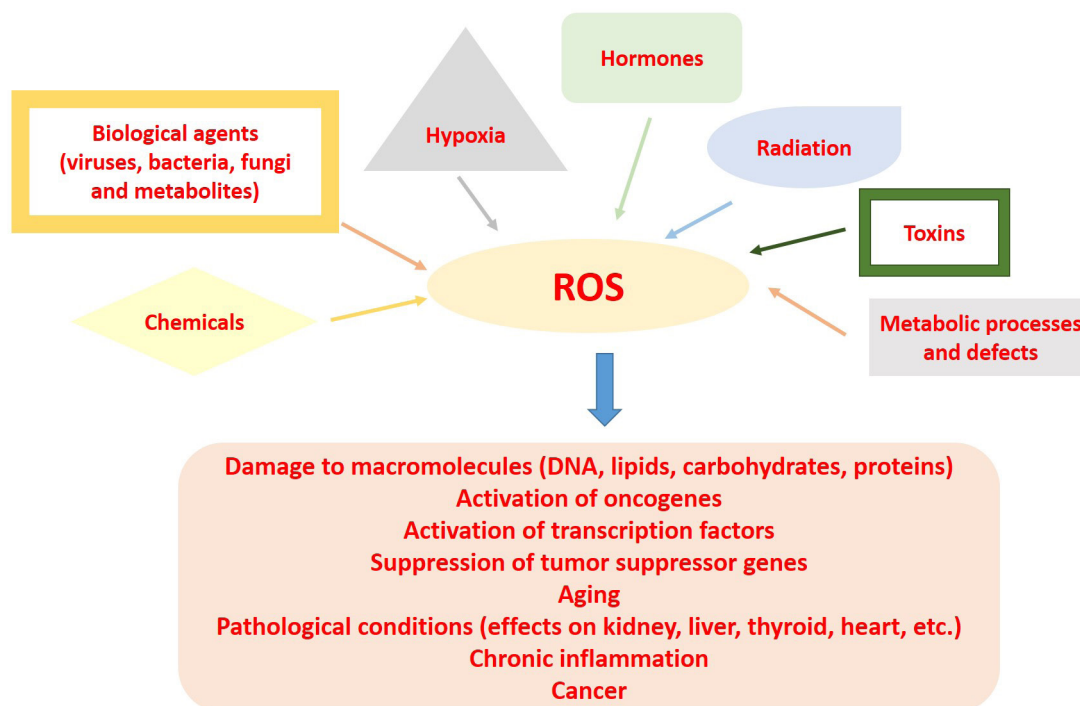 Hormones
Hypoxia
Biological agents
(viruses, bacteria, fungi
and metabolites)
Radiation
Toxins
ROS
Chemicals
Metabolic processes
and defects
Damage to macromolecules (DNA, lipids, carbohydrates, proteins)
Activation of oncogenes
Activation of transcription factors
Suppression of tumor suppressor genes
Aging
Pathological conditions (effects on kidney, liver, thyroid, heart, etc.)
Chronic inflammation
Cancer